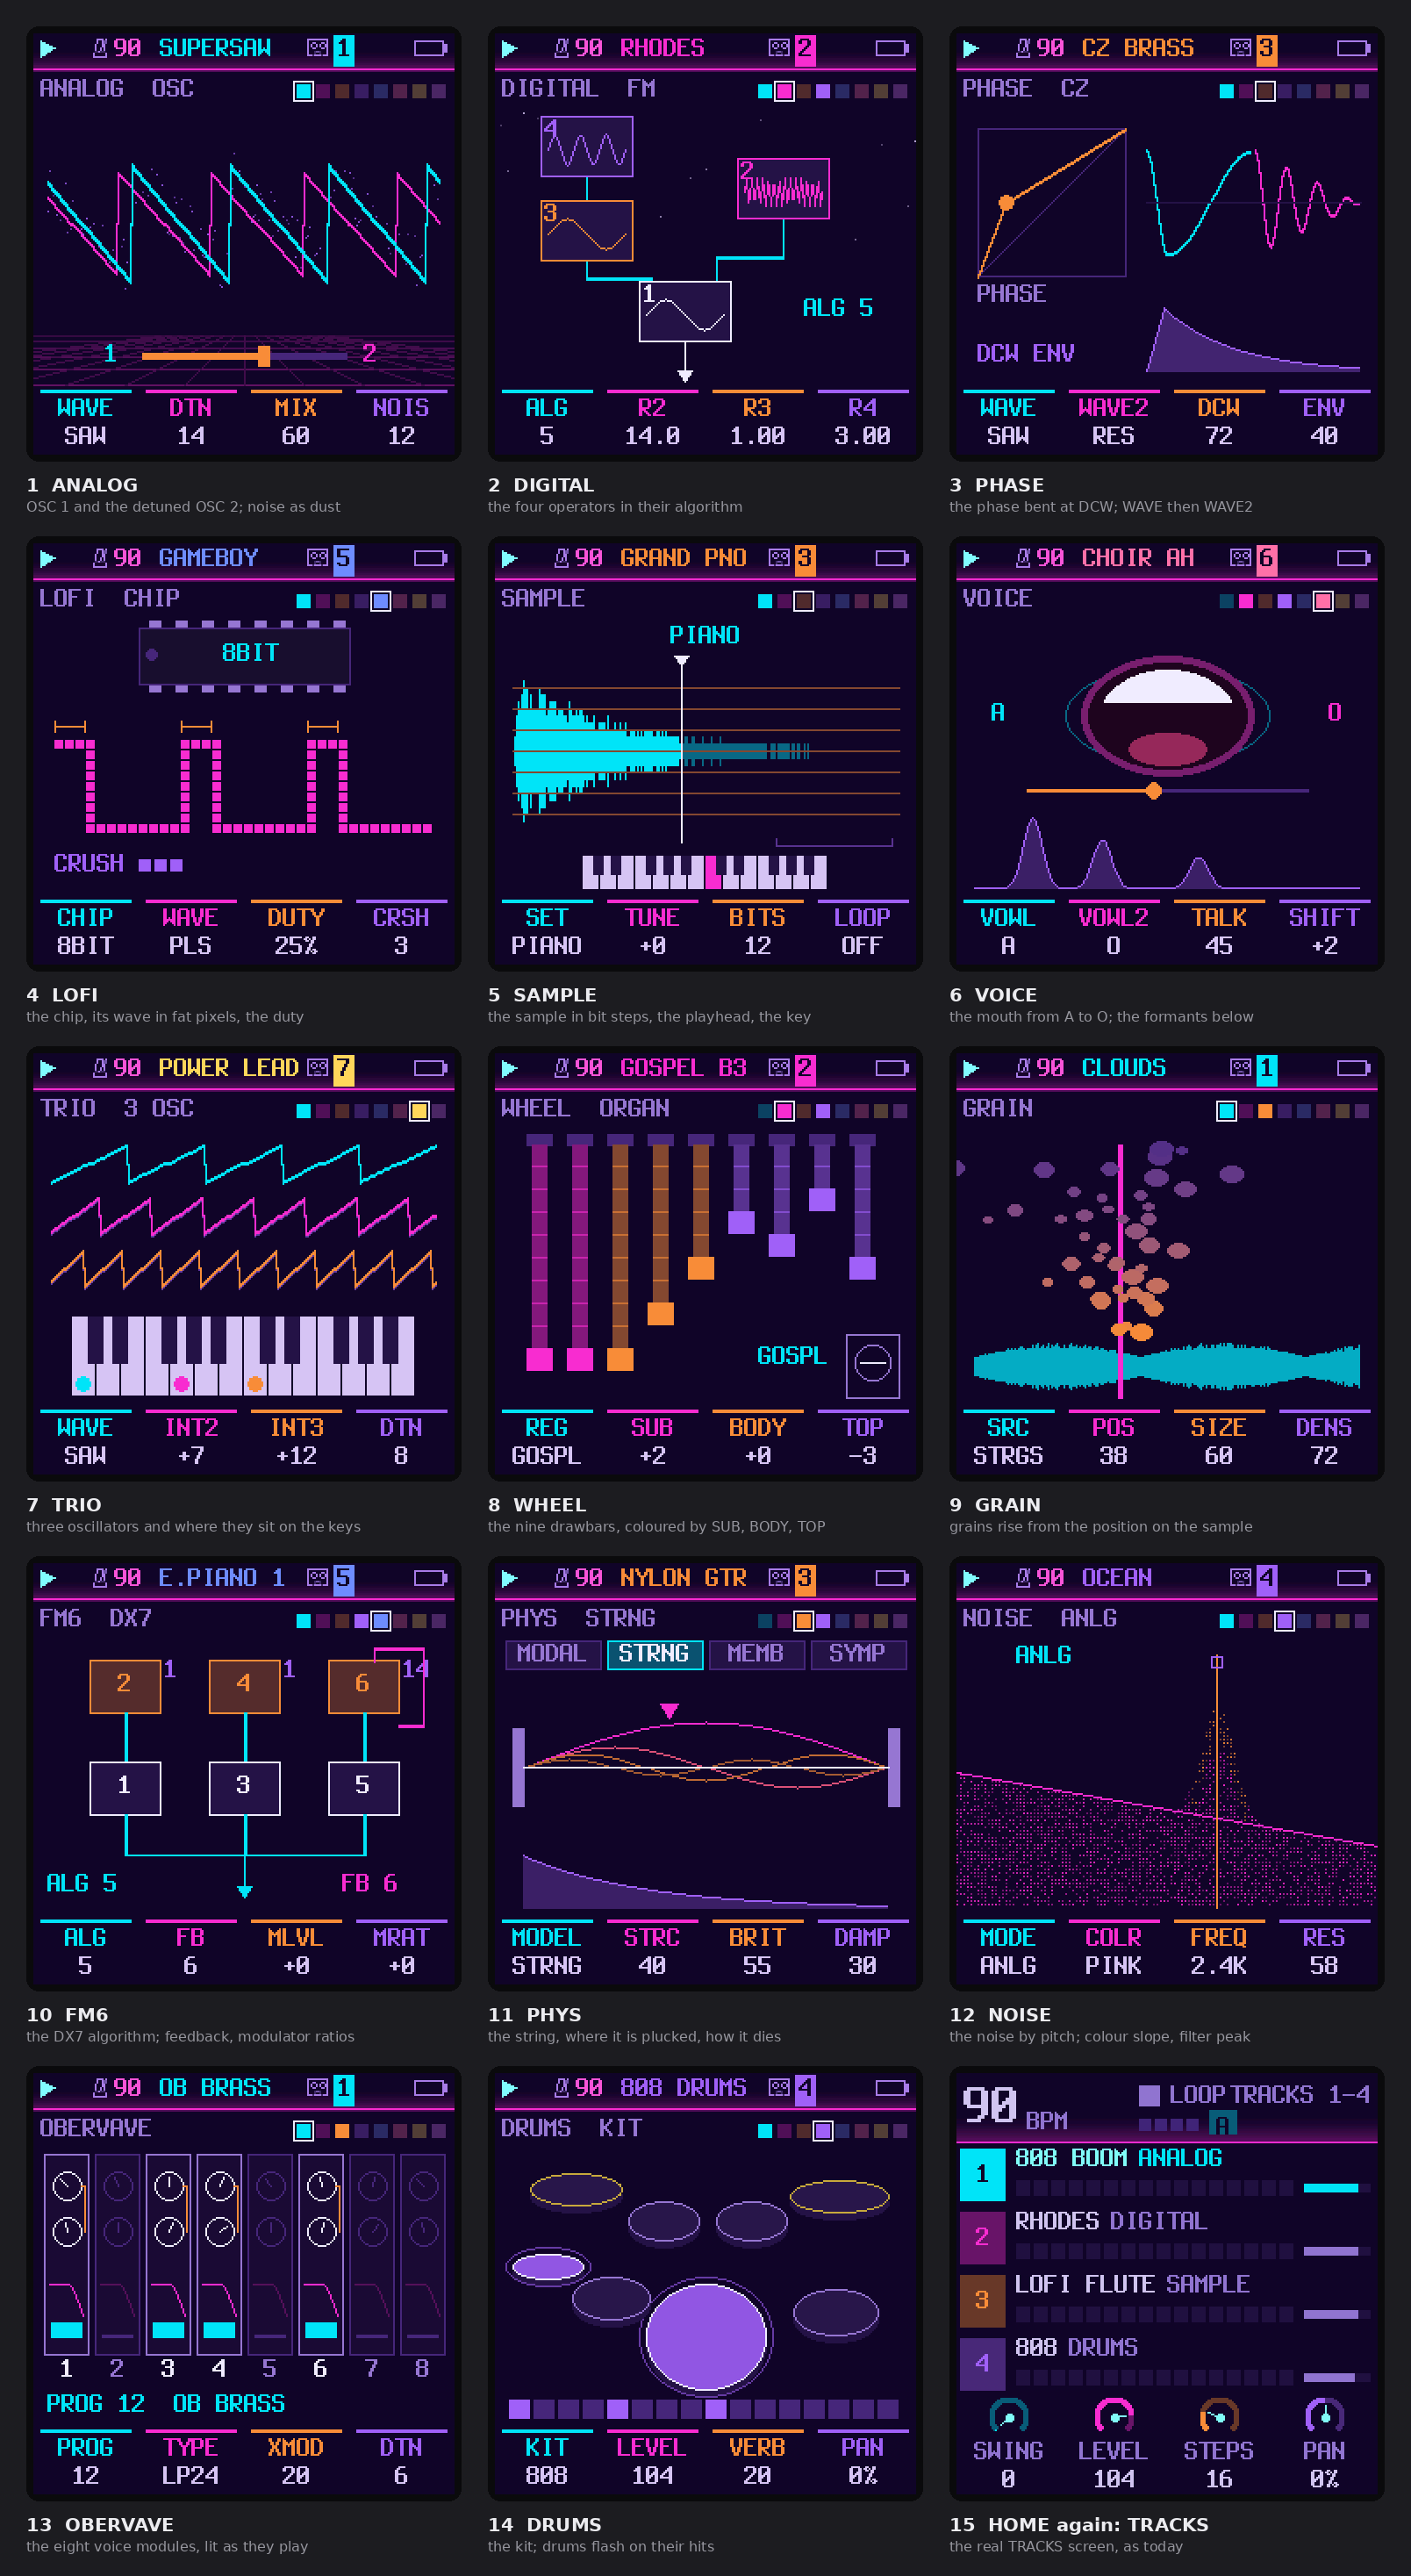 90 SUPERSAW 1
ANALOG OSC
1 2
WAVE DTN MIX NOIS
SAW 14 60 12
1 ANALOG
OSC 1 and the detuned OSC 2; noise as dust
90 RHODES 2
DIGITAL FM
4
2
3
1
ALG 5
ALG R2 R3 R4
5 14.0 1.00 3.00
2 DIGITAL
the four operators in their algorithm
90 CZ BRASS 3
PHASE CZ
PHASE
DCW ENV
WAVE WAVE2 DCW ENV
SAW RES 72 40
3 PHASE
the phase bent at DCW; WAVE then WAVE2
90 GAMEBOY 5
LOFI CHIP
8BIT
CRUSH
CHIP WAVE DUTY CRSH
8BIT PLS 25% 3
4 LOFI
the chip, its wave in fat pixels, the duty
90 GRAND PNO 3
SAMPLE
PIANO
SET TUNE BITS LOOP
PIANO +0 12 OFF
5 SAMPLE
the sample in bit steps, the playhead, the key
90 CHOIR AH 6
VOICE
A O
VOWL VOWL2 TALK SHIFT
A O 45 +2
6 VOICE
the mouth from A to O; the formants below
90 POWER LEAD 7
TRIO 3 OSC
WAVE INT2 INT3 DTN
SAW +7 +12 8
7 TRIO
three oscillators and where they sit on the keys
90 GOSPEL B3 2
WHEEL ORGAN
GOSPL
REG SUB BODY TOP
GOSPL +2 +0 -3
8 WHEEL
the nine drawbars, coloured by SUB, BODY, TOP
90 CLOUDS 1
GRAIN
SRC POS SIZE DENS
STRGS 38 60 72
9 GRAIN
grains rise from the position on the sample
90 E.PIANO 1 5
FM6 DX7
2 1 4 1 6 14
1 3 5
ALG 5 FB 6
ALG FB MLVL MRAT
5 6 +0 +0
10 FM6
the DX7 algorithm; feedback, modulator ratios
90 NYLON GTR 3
PHYS STRNG
MODAL STRNG MEMB SYMP
MODEL STRC BRIT DAMP
STRNG 40 55 30
11 PHYS
the string, where it is plucked, how it dies
90 OCEAN 4
NOISE ANLG
ANLG
MODE COLR FREQ RES
ANLG PINK 2.4K 58
12 NOISE
the noise by pitch; colour slope, filter peak
90 OB BRASS 1
OBERVAVE
1 2 3 4 5 6 7 8
PROG 12 OB BRASS
PROG TYPE XMOD DTN
12 LP24 20 6
13 OBERVAVE
the eight voice modules, lit as they play
90 808 DRUMS 4
DRUMS KIT
KIT LEVEL VERB PAN
808 104 20 0%
14 DRUMS
the kit; drums flash on their hits
90 BPM LOOP TRACKS 1-4
A
1 808 BOOM ANALOG
2 RHODES DIGITAL
3 LOFI FLUTE SAMPLE
4 808 DRUMS
SWING LEVEL STEPS PAN
0 104 16 0%
15 HOME again: TRACKS
the real TRACKS screen, as today